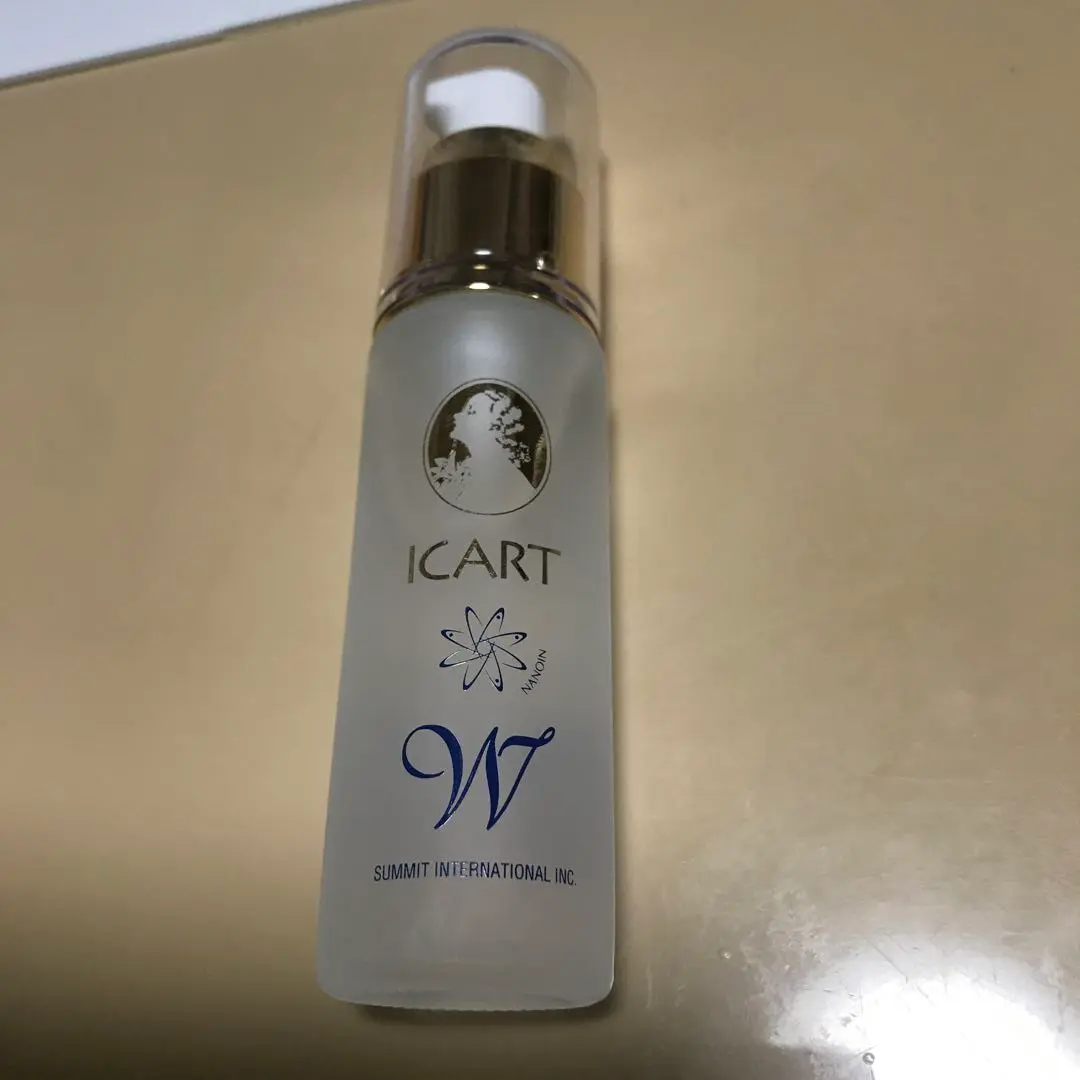 ICART
NANOIN
W
SUMMIT INTERNATIONAL INC.